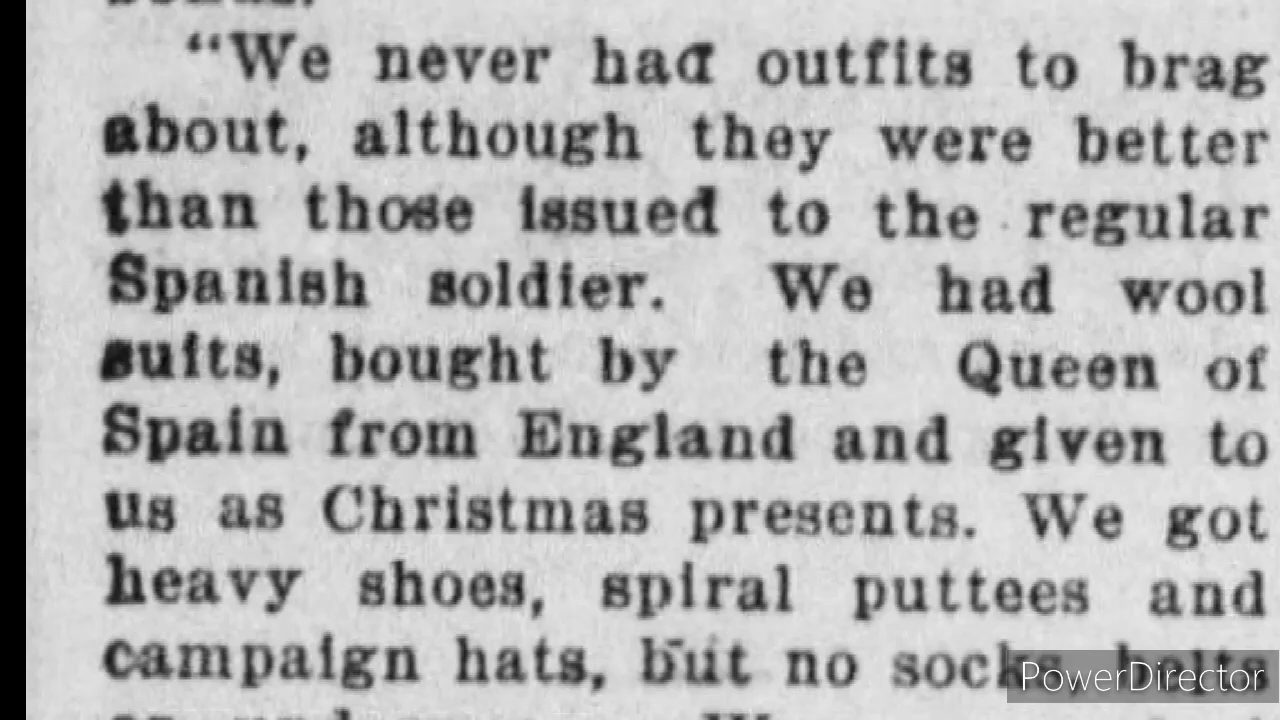 "We never had outfits to brag
about, although they were better
than those issued to the regular
Spanish soldier. We had wool
suits, bought by the Queen of
Spain from England and given to
us as Christmas presents. We got
heavy shoes, spiral puttees and
campaign hats, but no socks, belts
PowerDirector